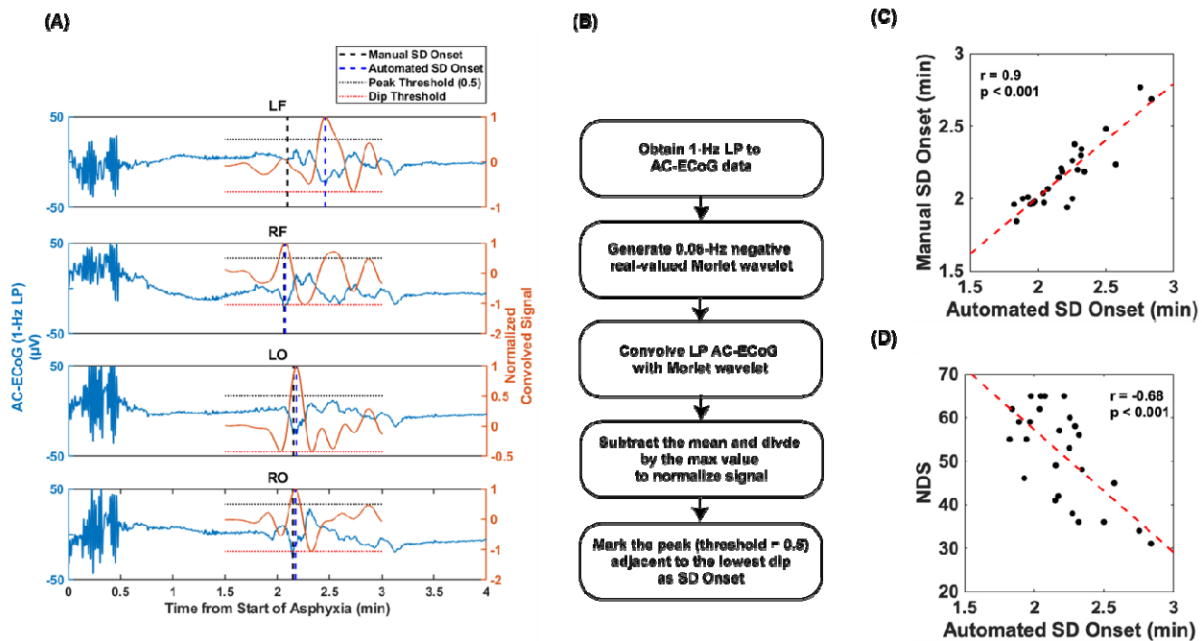 (A)
Manual SD Onset
Automated SD Onset
Peak Threshold (0.5)
Dip Threshold
LF
50
-50
1
0
-1
RF
50
-50
1
0
-1
-2
LO
50
-50
1
0.5
0
-0.5
RO
50
-50
1
0
-1
-2
0
0.5
1
1.5
2
2.5
3
3.5
4
Time from Start of Asphyxia (min)
AC-ECoG (1-Hz LP)
(μV)
Normalized
Convolved Signal
(B)
Obtain 1-Hz LP to
AC-ECoG data
Generate 0.05-Hz negative
real-valued Morlet wavelet
Convolve LP AC-ECoG
with Morlet wavelet
Subtract the mean and divide
by the max value
to normalize signal
Mark the peak (threshold = 0.5)
adjacent to the lowest dip
as SD Onset
(C)
3
2.5
2
1.5
r = 0.9
p < 0.001
Manual SD Onset (min)
1.5
2
2.5
3
Automated SD Onset (min)
(D)
70
60
50
40
30
20
r = -0.68
p < 0.001
NDS
1.5
2
2.5
3
Automated SD Onset (min)